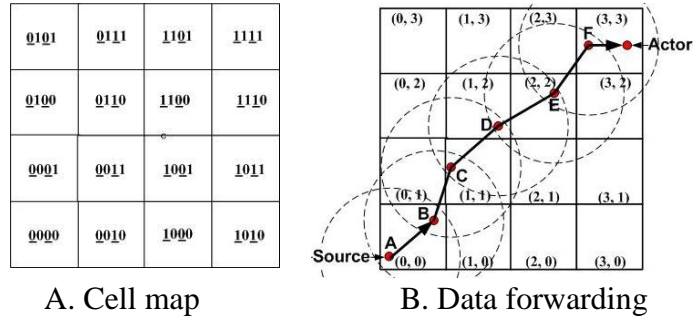 0101 0111 1101 1111
0100 0110 1100 1110
0001 0011 1001 1011
0000 0010 1000 1010
A. Cell map
(0, 3) (1, 3) (2,3) (3, 3)
F
Actor
(0, 2) (1, 2) (2, 2) (3, 2)
E
D
C
(0, 1) (1, 1) (2, 1) (3, 1)
B
A
Source
(0, 0) (1, 0) (2, 0) (3, 0)
B. Data forwarding